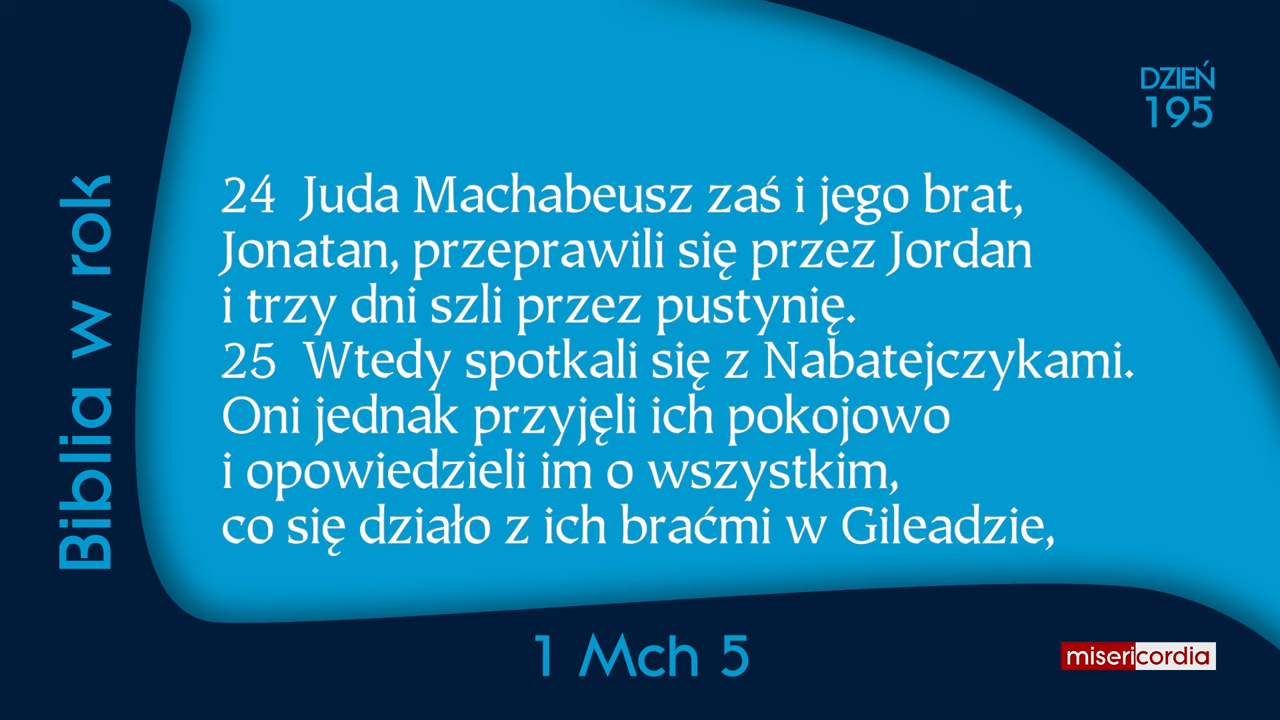 DZIEŃ
195
Biblia w rok
24 Juda Machabeusz zaś i jego brat,
Jonatan, przeprawili się przez Jordan
i trzy dni szli przez pustynię.
25 Wtedy spotkali się z Nabatejczykami.
Oni jednak przyjęli ich pokojowo
i opowiedzieli im o wszystkim,
co się działo z ich braćmi w Gileadzie,
1 Mch 5
misericordia